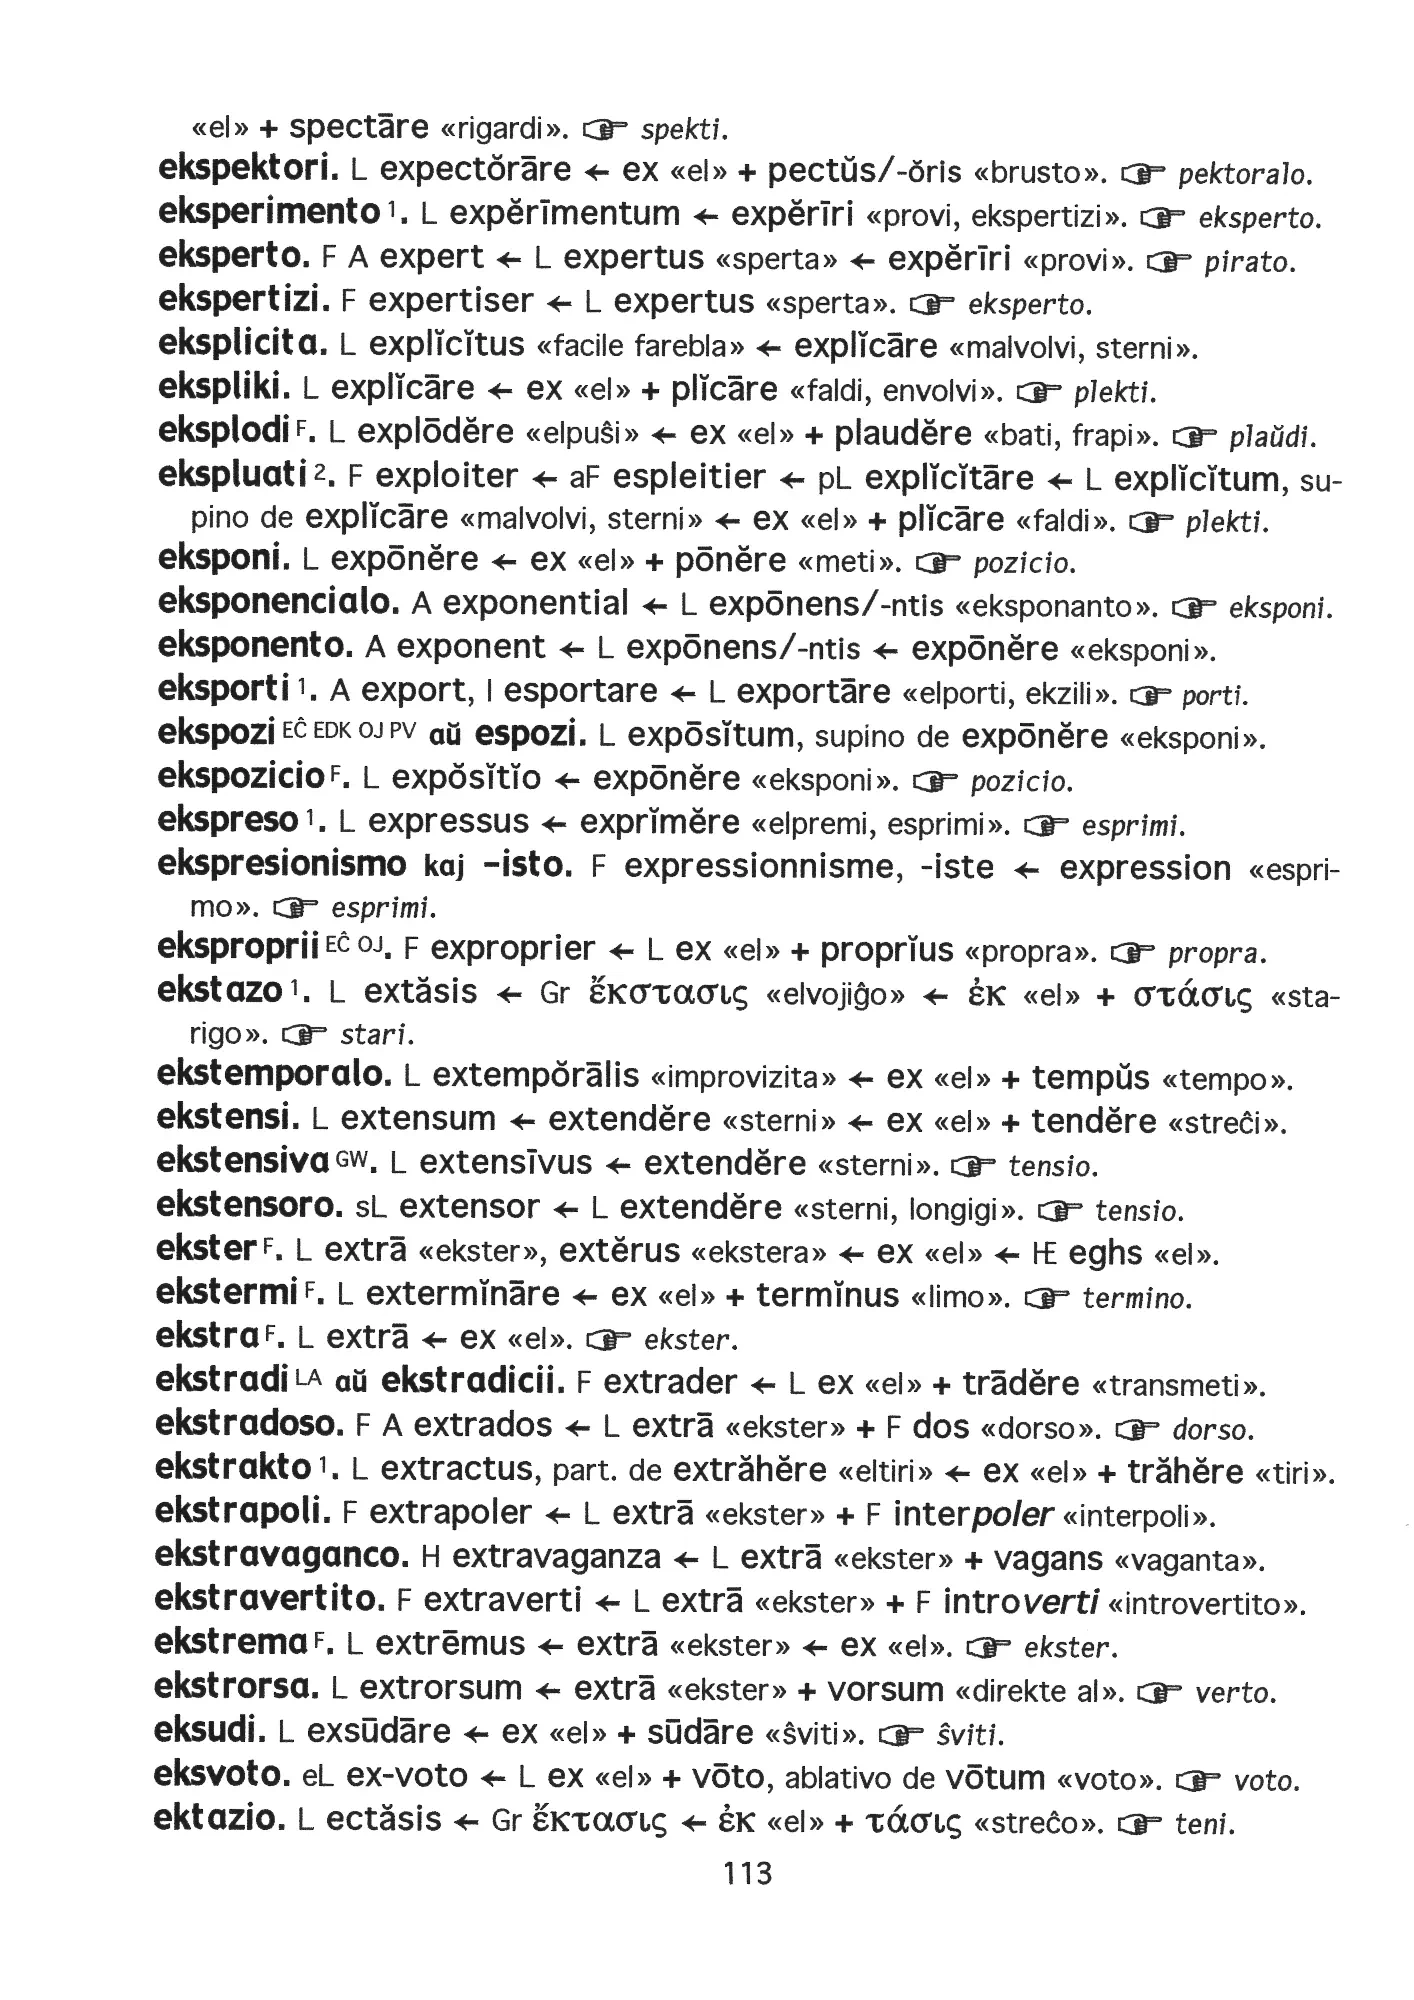 «el» + spectāre «rigardi». ☞ spekti.
ekspektori. L expectŏrāre ← ex «el» + pectŭs/-ŏris «brusto». ☞ pektoralo.
eksperimento¹. L expĕrīmentum ← expĕrīri «provi, ekspertizi». ☞ eksperto.
eksperto. F A expert ← L expertus «sperta» ← expĕrīri «provi». ☞ pirato.
ekspertizi. F expertiser ← L expertus «sperta». ☞ eksperto.
eksplicita. L explĭcĭtus «facile farebla» ← explĭcāre «malvolvi, sterni».
ekspliki. L explĭcāre ← ex «el» + plĭcāre «faldi, envolvi». ☞ plekti.
eksplodi F. L explōdĕre «elpuŝi» ← ex «el» + plaudĕre «bati, frapi». ☞ plaŭdi.
ekspluati². F exploiter ← aF espleitier ← pL explĭcĭtāre ← L explĭcĭtum, su-
pino de explĭcāre «malvolvi, sterni» ← ex «el» + plĭcāre «faldi». ☞ plekti.
eksponi. L expōnĕre ← ex «el» + pōnĕre «meti». ☞ pozicio.
eksponencialo. A exponential ← L expōnens/-ntis «eksponanto». ☞ eksponi.
eksponento. A exponent ← L expōnens/-ntis ← expōnĕre «eksponi».
eksporti¹. A export, I esportare ← L exportāre «elporti, ekzili». ☞ porti.
ekspozi EĈ EDK OJ PV aŭ espozi. L expōsĭtum, supino de expōnĕre «eksponi».
ekspozicio F. L expŏsĭtĭo ← expōnĕre «eksponi». ☞ pozicio.
ekspreso¹. L expressus ← exprĭmĕre «elpremi, esprimi». ☞ esprimi.
ekspresionismo kaj -isto. F expressionnisme, -iste ← expression «espri-
mo». ☞ esprimi.
eksproprii EĈ OJ. F exproprier ← L ex «el» + proprĭus «propra». ☞ propra.
ekstazo¹. L extăsis ← Gr ἔκστασις «elvojiĝo» ← ἐκ «el» + στάσις «sta-
rigo». ☞ stari.
ekstemporalo. L extempŏrālis «improvizita» ← ex «el» + tempŭs «tempo».
ekstensi. L extensum ← extendĕre «sterni» ← ex «el» + tendĕre «streĉi».
ekstensiva GW. L extensīvus ← extendĕre «sterni». ☞ tensio.
ekstensoro. sL extensor ← L extendĕre «sterni, longigi». ☞ tensio.
ekster F. L extrā «ekster», extĕrus «ekstera» ← ex «el» ← HE eghs «el».
ekstermi F. L extermĭnāre ← ex «el» + termĭnus «limo». ☞ termino.
ekstra F. L extrā ← ex «el». ☞ ekster.
ekstradi LA aŭ ekstradicii. F extrader ← L ex «el» + trādĕre «transmeti».
ekstradoso. F A extrados ← L extrā «ekster» + F dos «dorso». ☞ dorso.
ekstrakto¹. L extractus, part. de extrăhĕre «eltiri» ← ex «el» + trăhĕre «tiri».
ekstrapoli. F extrapoler ← L extrā «ekster» + F interpoler «interpoli».
ekstravaganco. H extravaganza ← L extrā «ekster» + vagans «vaganta».
ekstravertito. F extraverti ← L extrā «ekster» + F introverti «introvertito».
ekstrema F. L extrēmus ← extrā «ekster» ← ex «el». ☞ ekster.
ekstrorsa. L extrorsum ← extrā «ekster» + vorsum «direkte al». ☞ verto.
eksudi. L exsūdāre ← ex «el» + sūdāre «ŝviti». ☞ ŝviti.
eksvoto. eL ex-voto ← L ex «el» + vōto, ablativo de vōtum «voto». ☞ voto.
ektazio. L ectăsis ← Gr ἔκτασις ← ἐκ «el» + τάσις «streĉo». ☞ teni.
113